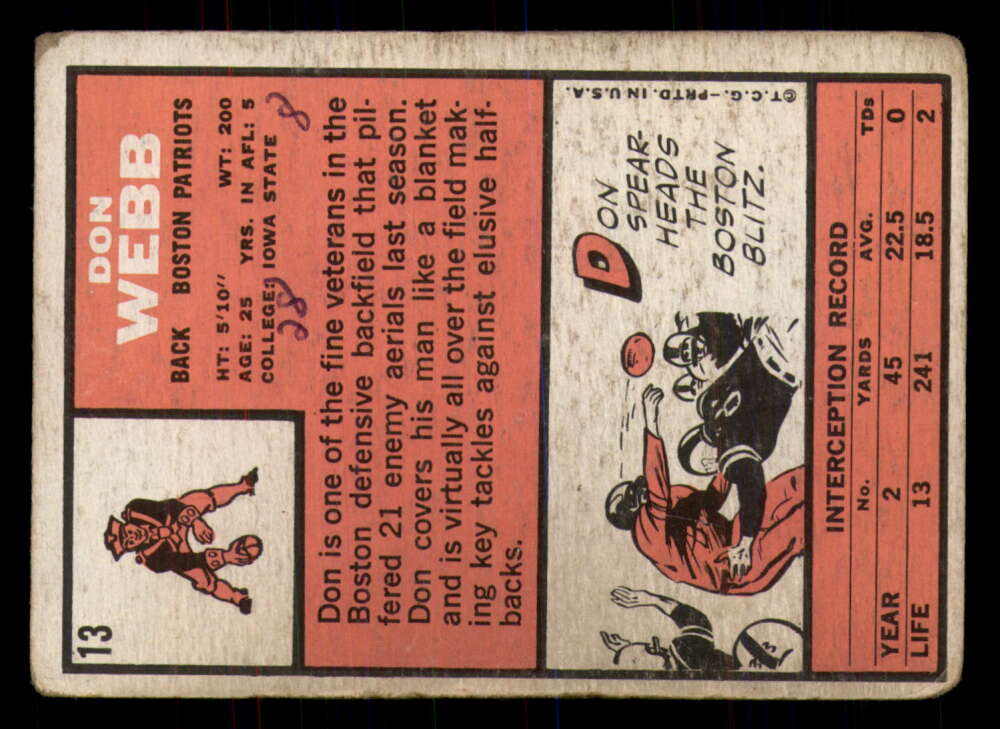 13
DON
WEBB
BACK BOSTON PATRIOTS
HT: 5'10" WT: 200
AGE: 25 YRS. IN AFL: 5
COLLEGE: IOWA STATE
28 8
Don is one of the fine veterans in the
Boston defensive backfield that pil-
fered 21 enemy aerials last season.
Don covers his man like a blanket
and is virtually all over the field mak-
ing key tackles against elusive half-
backs.
DON
SPEAR-
HEADS
THE
BOSTON
BLITZ.
©T.C.G.—PRTD. IN U.S.A.
INTERCEPTION RECORD
No. YARDS AVG. TDs
YEAR 2 45 22.5 0
LIFE 13 241 18.5 2